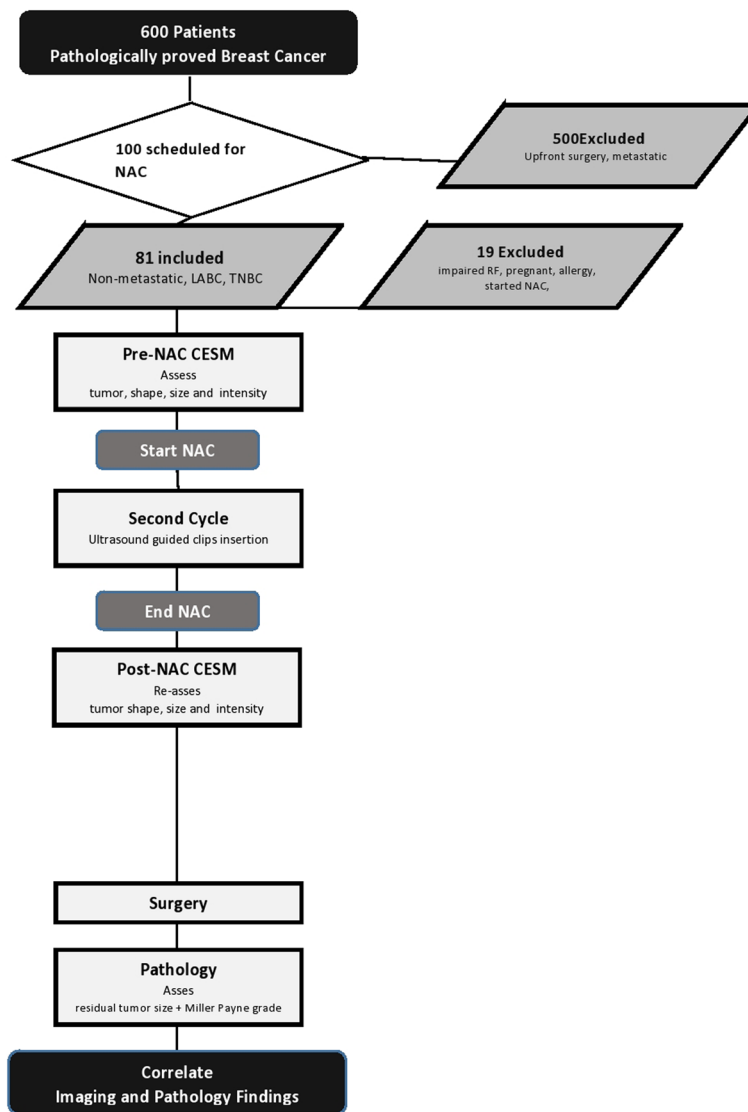 600 Patients
Pathologically proved Breast Cancer
100 scheduled for
NAC
500Excluded
Upfront surgery, metastatic
81 included
Non-metastatic, LABC, TNBC
19 Excluded
impaired RF, pregnant, allergy,
started NAC,
Pre-NAC CESM
Assess
tumor, shape, size and intensity
Start NAC
Second Cycle
Ultrasound guided clips insertion
End NAC
Post-NAC CESM
Re-asses
tumor shape, size and intensity
Surgery
Pathology
Asses
residual tumor size + Miller Payne grade
Correlate
Imaging and Pathology Findings